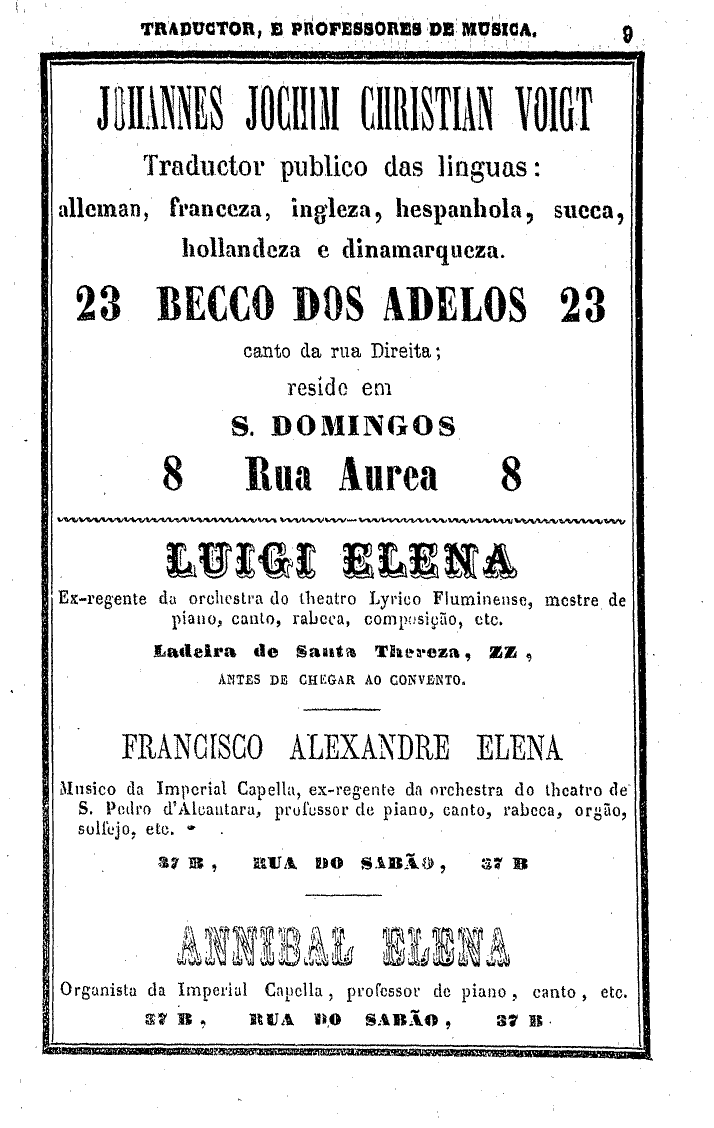 TRADUCTOR, E PROFESSORES DE MUSICA. 9
JOHANNES JOCHIM CHRISTIAN VOIGT
Traductor publico das linguas:
alleman, franceza, ingleza, hespanhola, sueca,
hollandeza e dinamarqueza.
23 BECCO DOS ADELOS 23
canto da rua Direita;
reside em
S. DOMINGOS
8 Rua Aurea 8
LUIGI ELENA
Ex-regente da orchestra do theatro Lyrico Fluminense, mestre de
piano, canto, rabeca, composição, etc.
Ladeira de Santa Thereza, ZZ,
ANTES DE CHEGAR AO CONVENTO.
FRANCISCO ALEXANDRE ELENA
Musico da Imperial Capella, ex-regente da orchestra do theatro de
S. Pedro d'Alcantara, professor de piano, canto, rabeca, orgão,
solfejo, etc.
37 B, RUA DO SABÃO, 37 B
ANNIBAL ELENA
Organista da Imperial Capella, professor de piano, canto, etc.
37 B, RUA DO SABÃO, 37 B